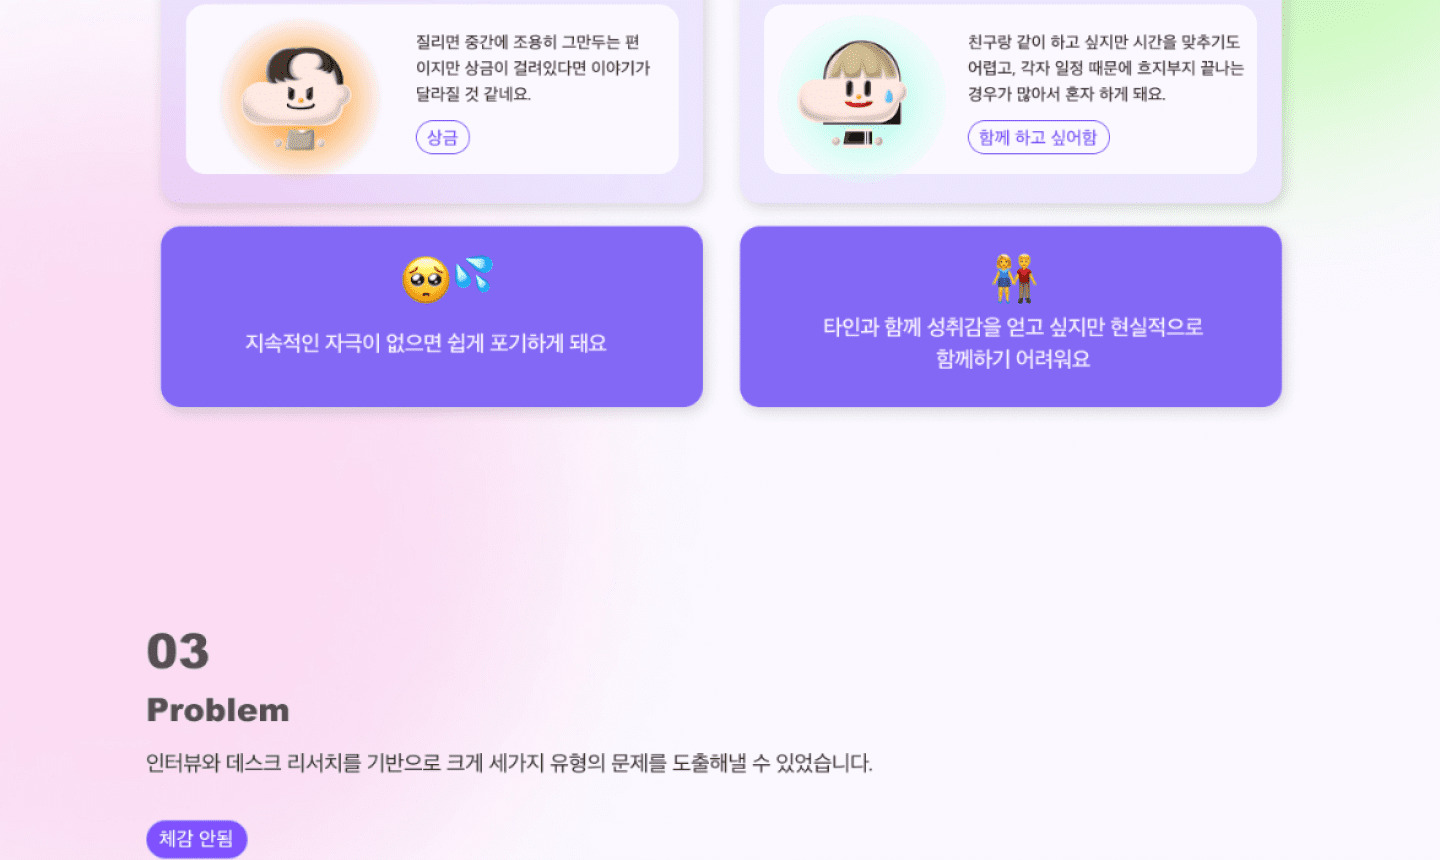 질리면 중간에 조용히 그만두는 편
이지만 상금이 걸려있다면 이야기가
달라질 것 같네요.
상금
친구랑 같이 하고 싶지만 시간을 맞추기도
어렵고, 각자 일정 때문에 흐지부지 끝나는
경우가 많아서 혼자 하게 돼요.
함께 하고 싶어함
지속적인 자극이 없으면 쉽게 포기하게 돼요
타인과 함께 성취감을 얻고 싶지만 현실적으로
함께하기 어려워요
03
Problem
인터뷰와 데스크 리서치를 기반으로 크게 세가지 유형의 문제를 도출해낼 수 있었습니다.
체감 안됨